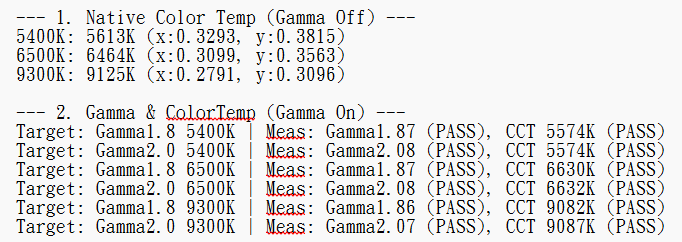 --- 1. Native Color Temp (Gamma Off) ---
5400K: 5613K (x:0.3293, y:0.3815)
6500K: 6464K (x:0.3099, y:0.3563)
9300K: 9125K (x:0.2791, y:0.3096)
--- 2. Gamma & ColorTemp (Gamma On) ---
Target: Gamma1.8 5400K | Meas: Gamma1.87 (PASS), CCT 5574K (PASS)
Target: Gamma2.0 5400K | Meas: Gamma2.08 (PASS), CCT 5574K (PASS)
Target: Gamma1.8 6500K | Meas: Gamma1.87 (PASS), CCT 6630K (PASS)
Target: Gamma2.0 6500K | Meas: Gamma2.08 (PASS), CCT 6632K (PASS)
Target: Gamma1.8 9300K | Meas: Gamma1.86 (PASS), CCT 9082K (PASS)
Target: Gamma2.0 9300K | Meas: Gamma2.07 (PASS), CCT 9087K (PASS)